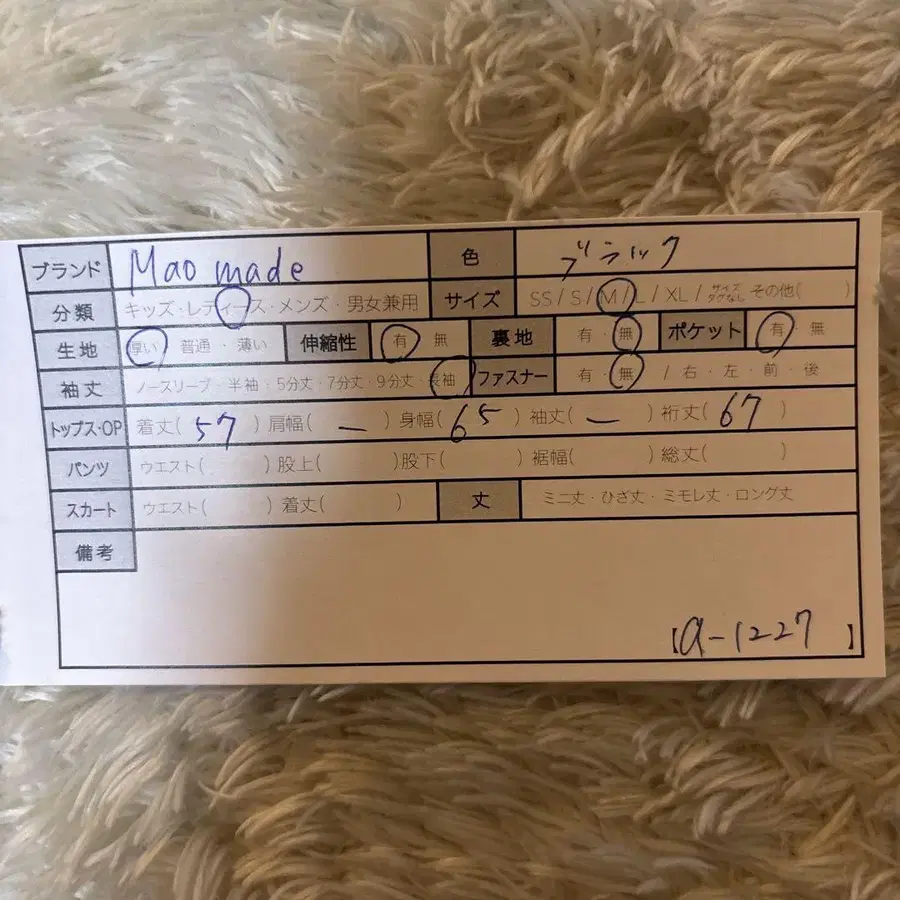 ブランド Mao made 色 ブラック
分類 キッズ・レディース・メンズ・男女兼用 サイズ SS / S / M / L / XL / サイズタグなし その他( )
生地 厚い・普通・薄い 伸縮性 有・無 裏地 有・無 ポケット 有・無
袖丈 ノースリーブ・半袖・5分丈・7分丈・9分丈・長袖 ファスナー 有・無 / 右・左・前・後
トップス・OP 着丈( 57 ) 肩幅( – ) 身幅( 65 ) 袖丈( – ) 裄丈( 67 )
パンツ ウエスト( ) 股上( ) 股下( ) 裾幅( ) 総丈( )
スカート ウエスト( ) 着丈( ) 丈 ミニ丈・ひざ丈・ミモレ丈・ロング丈
備考
【a-1227】